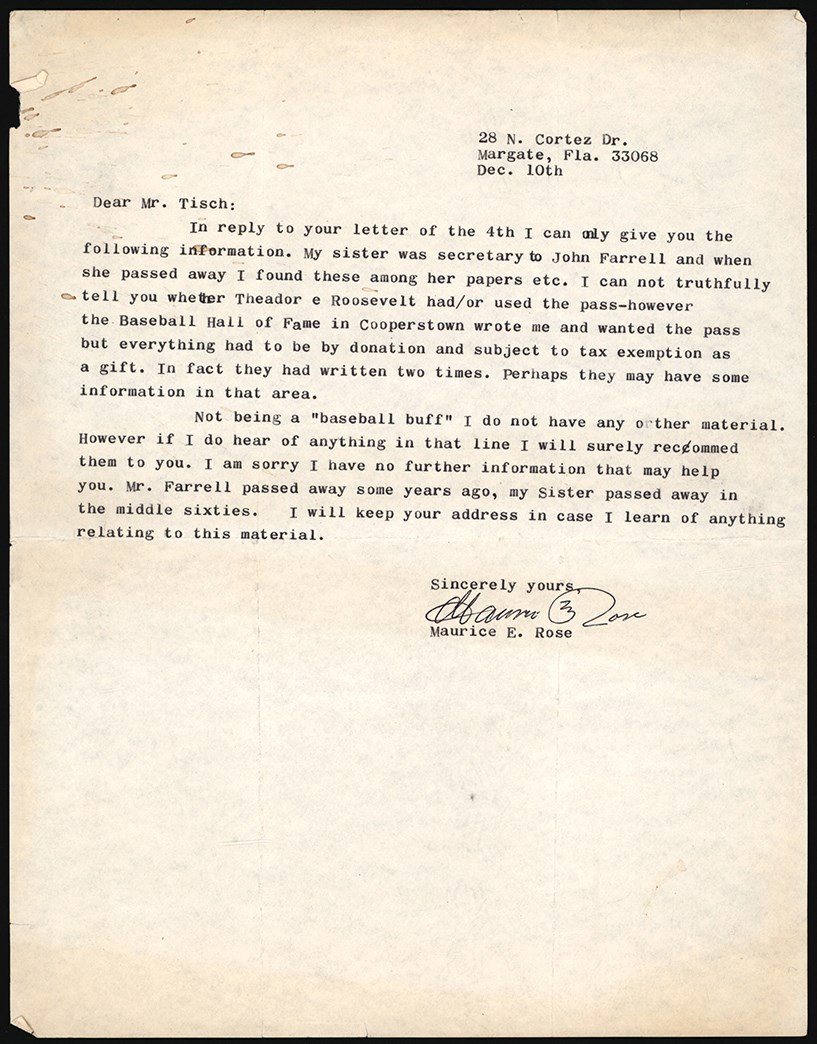 28 N. Cortez Dr.
Margate, Fla. 33068
Dec. 10th
Dear Mr. Tisch:
In reply to your letter of the 4th I can only give you the
following information. My sister was secretary to John Farrell and when
she passed away I found these among her papers etc. I can not truthfully
tell you whether Theador e Roosevelt had/or used the pass-however
the Baseball Hall of Fame in Cooperstown wrote me and wanted the pass
but everything had to be by donation and subject to tax exemption as
a gift. In fact they had written two times. Perhaps they may have some
information in that area.
Not being a "baseball buff" I do not have any orther material.
However if I do hear of anything in that line I will surely recommed
them to you. I am sorry I have no further information that may help
you. Mr. Farrell passed away some years ago, my Sister passed away in
the middle sixties. I will keep your address in case I learn of anything
relating to this material.
Sincerely yours,
Maurice E. Rose
Maurice E. Rose